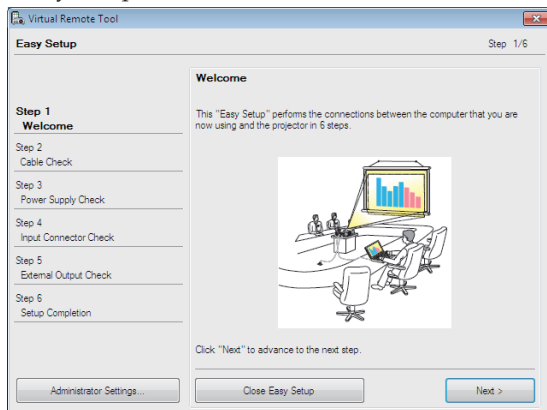 Virtual Remote Tool
Easy Setup
Step 1/6
Step 1
Welcome
Step 2
Cable Check
Step 3
Power Supply Check
Step 4
Input Connector Check
Step 5
External Output Check
Step 6
Setup Completion
Welcome
This "Easy Setup" performs the connections between the computer that you are
now using and the projector in 6 steps.
Click "Next" to advance to the next step.
Administrator Settings...
Close Easy Setup
Next >